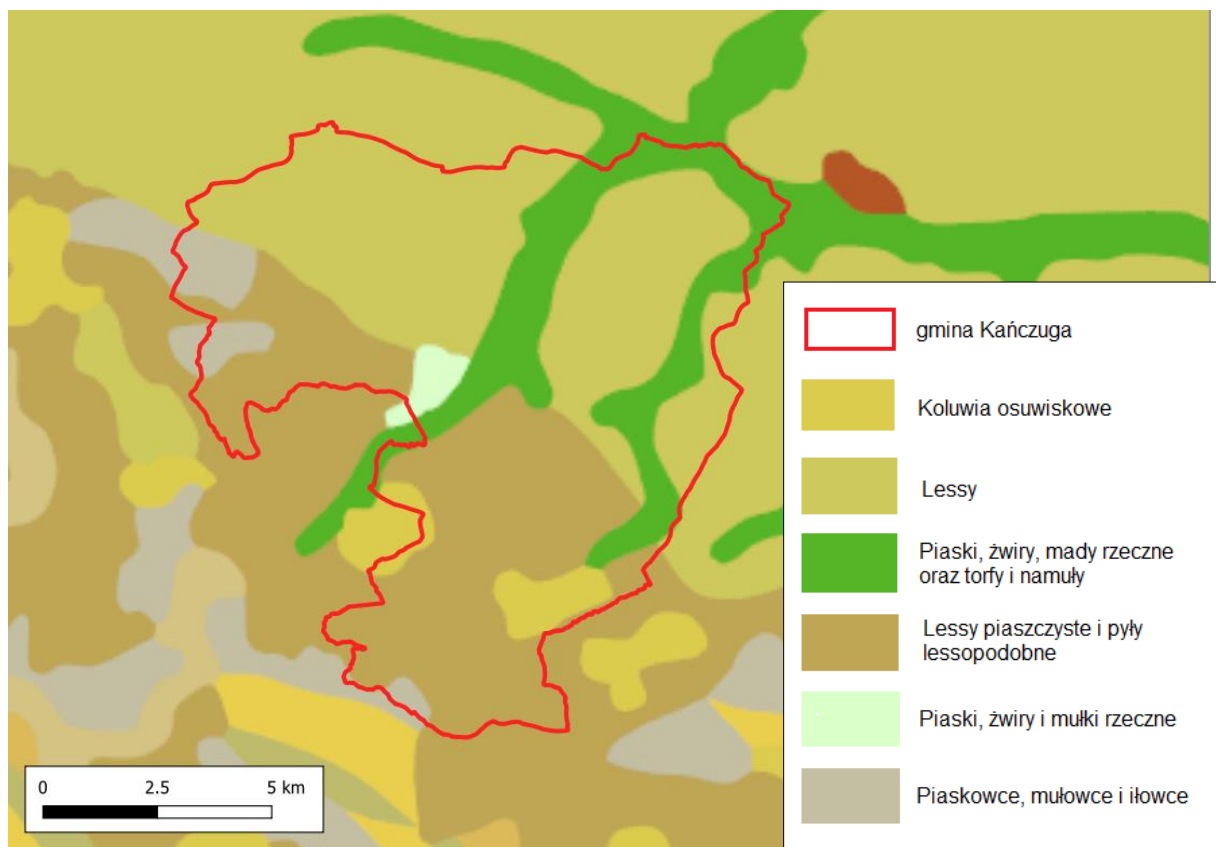 gmina Kańczuga
Koluwia osuwiskowe
Lessy
Piaski, żwiry, mady rzeczne
oraz torfy i namuły
Lessy piaszczyste i pyły
lessopodobne
Piaski, żwiry i mułki rzeczne
Piaskowce, mułowce i iłowce
0 2.5 5 km